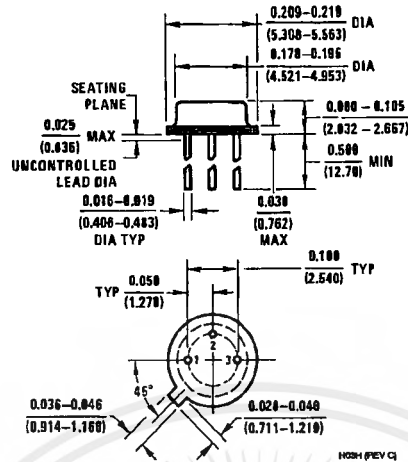 0.209–0.219 DIA
(5.308–5.563)
0.178–0.195 DIA
(4.521–4.953)
SEATING
PLANE
0.025 MAX
(0.635)
UNCONTROLLED
LEAD DIA
0.080–0.105
(2.032–2.667)
0.500 MIN
(12.70)
0.016–0.019
(0.406–0.483)
DIA TYP
0.030
(0.762)
MAX
0.100 TYP
(2.540)
TYP 0.050
(1.270)
2
1
3
45°
0.036–0.046
(0.914–1.168)
0.028–0.048
(0.711–1.219)
H03H (REV C)